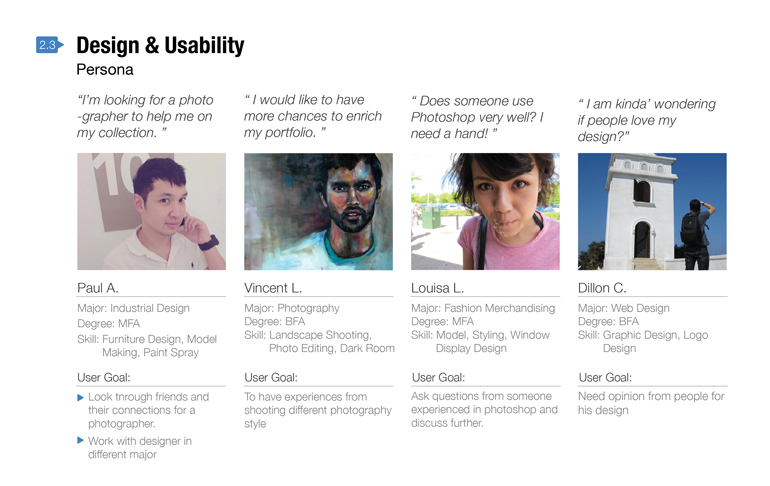 2.3
Design & Usability
Persona
“I’m looking for a photo
-grapher to help me on
my collection. ”
“ I would like to have
more chances to enrich
my portfolio. ”
“ Does someone use
Photoshop very well? I
need a hand! ”
“ I am kinda’ wondering
if people love my
design?”
10
Paul A.
Major: Industrial Design
Degree: MFA
Skill: Furniture Design, Model
Making, Paint Spray
User Goal:
Look tnrough friends and
their connections for a
photographer.
Work with designer in
different major
Vincent L.
Major: Photography
Degree: BFA
Skill: Landscape Shooting,
Photo Editing, Dark Room
User Goal:
To have experiences from
shooting different photography
style
Louisa L.
Major: Fashion Merchandising
Degree: MFA
Skill: Model, Styling, Window
Display Design
User Goal:
Ask questions from someone
experienced in photoshop and
discuss further.
Dillon C.
Major: Web Design
Degree: BFA
Skill: Graphic Design, Logo
Design
User Goal:
Need opinion from people for
his design